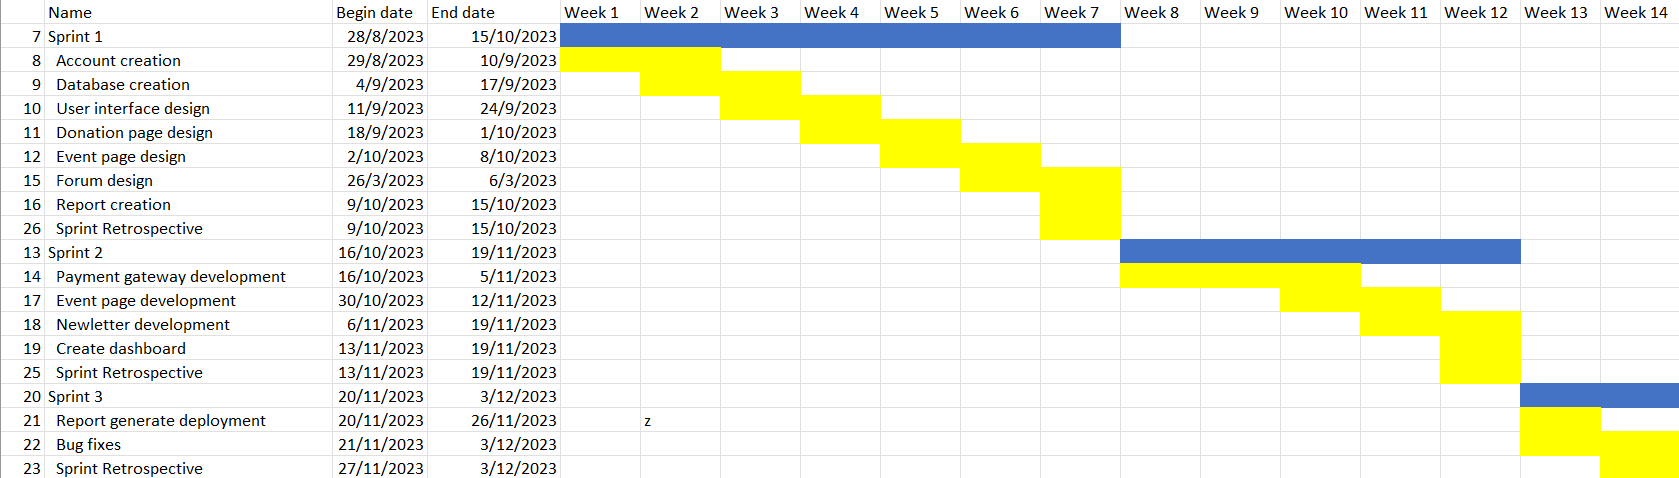 Name Begin date End date Week 1 Week 2 Week 3 Week 4 Week 5 Week 6 Week 7 Week 8 Week 9 Week 10 Week 11 Week 12 Week 13 Week 14
7 Sprint 1 28/8/2023 15/10/2023
8 Account creation 29/8/2023 10/9/2023
9 Database creation 4/9/2023 17/9/2023
10 User interface design 11/9/2023 24/9/2023
11 Donation page design 18/9/2023 1/10/2023
12 Event page design 2/10/2023 8/10/2023
15 Forum design 26/3/2023 6/3/2023
16 Report creation 9/10/2023 15/10/2023
26 Sprint Retrospective 9/10/2023 15/10/2023
13 Sprint 2 16/10/2023 19/11/2023
14 Payment gateway development 16/10/2023 5/11/2023
17 Event page development 30/10/2023 12/11/2023
18 Newletter development 6/11/2023 19/11/2023
19 Create dashboard 13/11/2023 19/11/2023
25 Sprint Retrospective 13/11/2023 19/11/2023
20 Sprint 3 20/11/2023 3/12/2023
21 Report generate deployment 20/11/2023 26/11/2023 z
22 Bug fixes 21/11/2023 3/12/2023
23 Sprint Retrospective 27/11/2023 3/12/2023